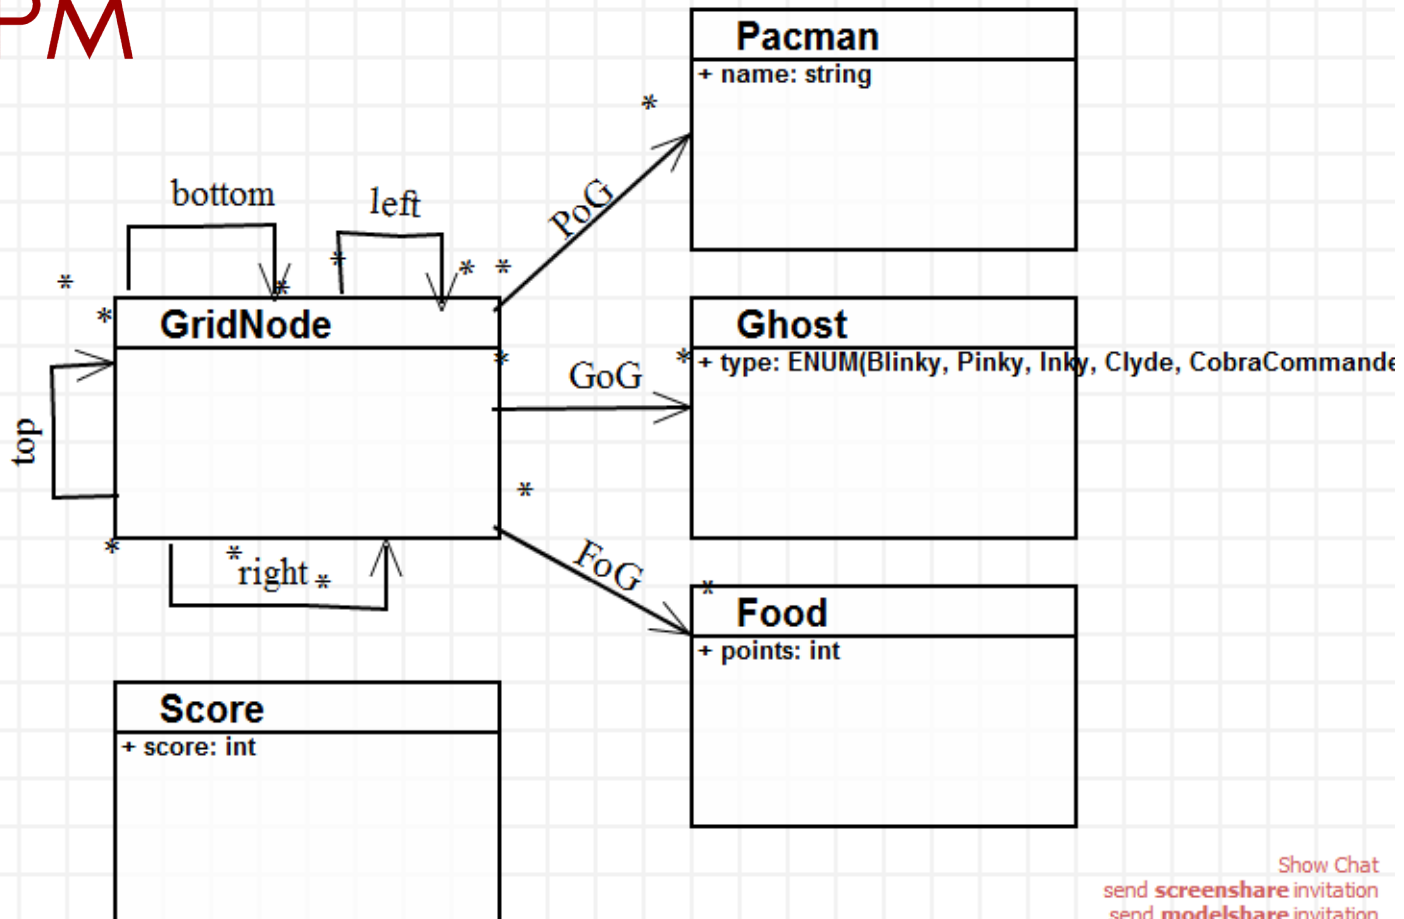 PM
Pacman
+ name: string
*
bottom
left
PoG
*
*
*
*
*
*
GridNode
Ghost
*
*
+ type: ENUM(Blinky, Pinky, Inky, Clyde, CobraCommande
GoG
top
*
*
*
right
*
FoG
*
Food
+ points: int
Score
+ score: int
Show Chat
send screenshare invitation
send modelshare invitation